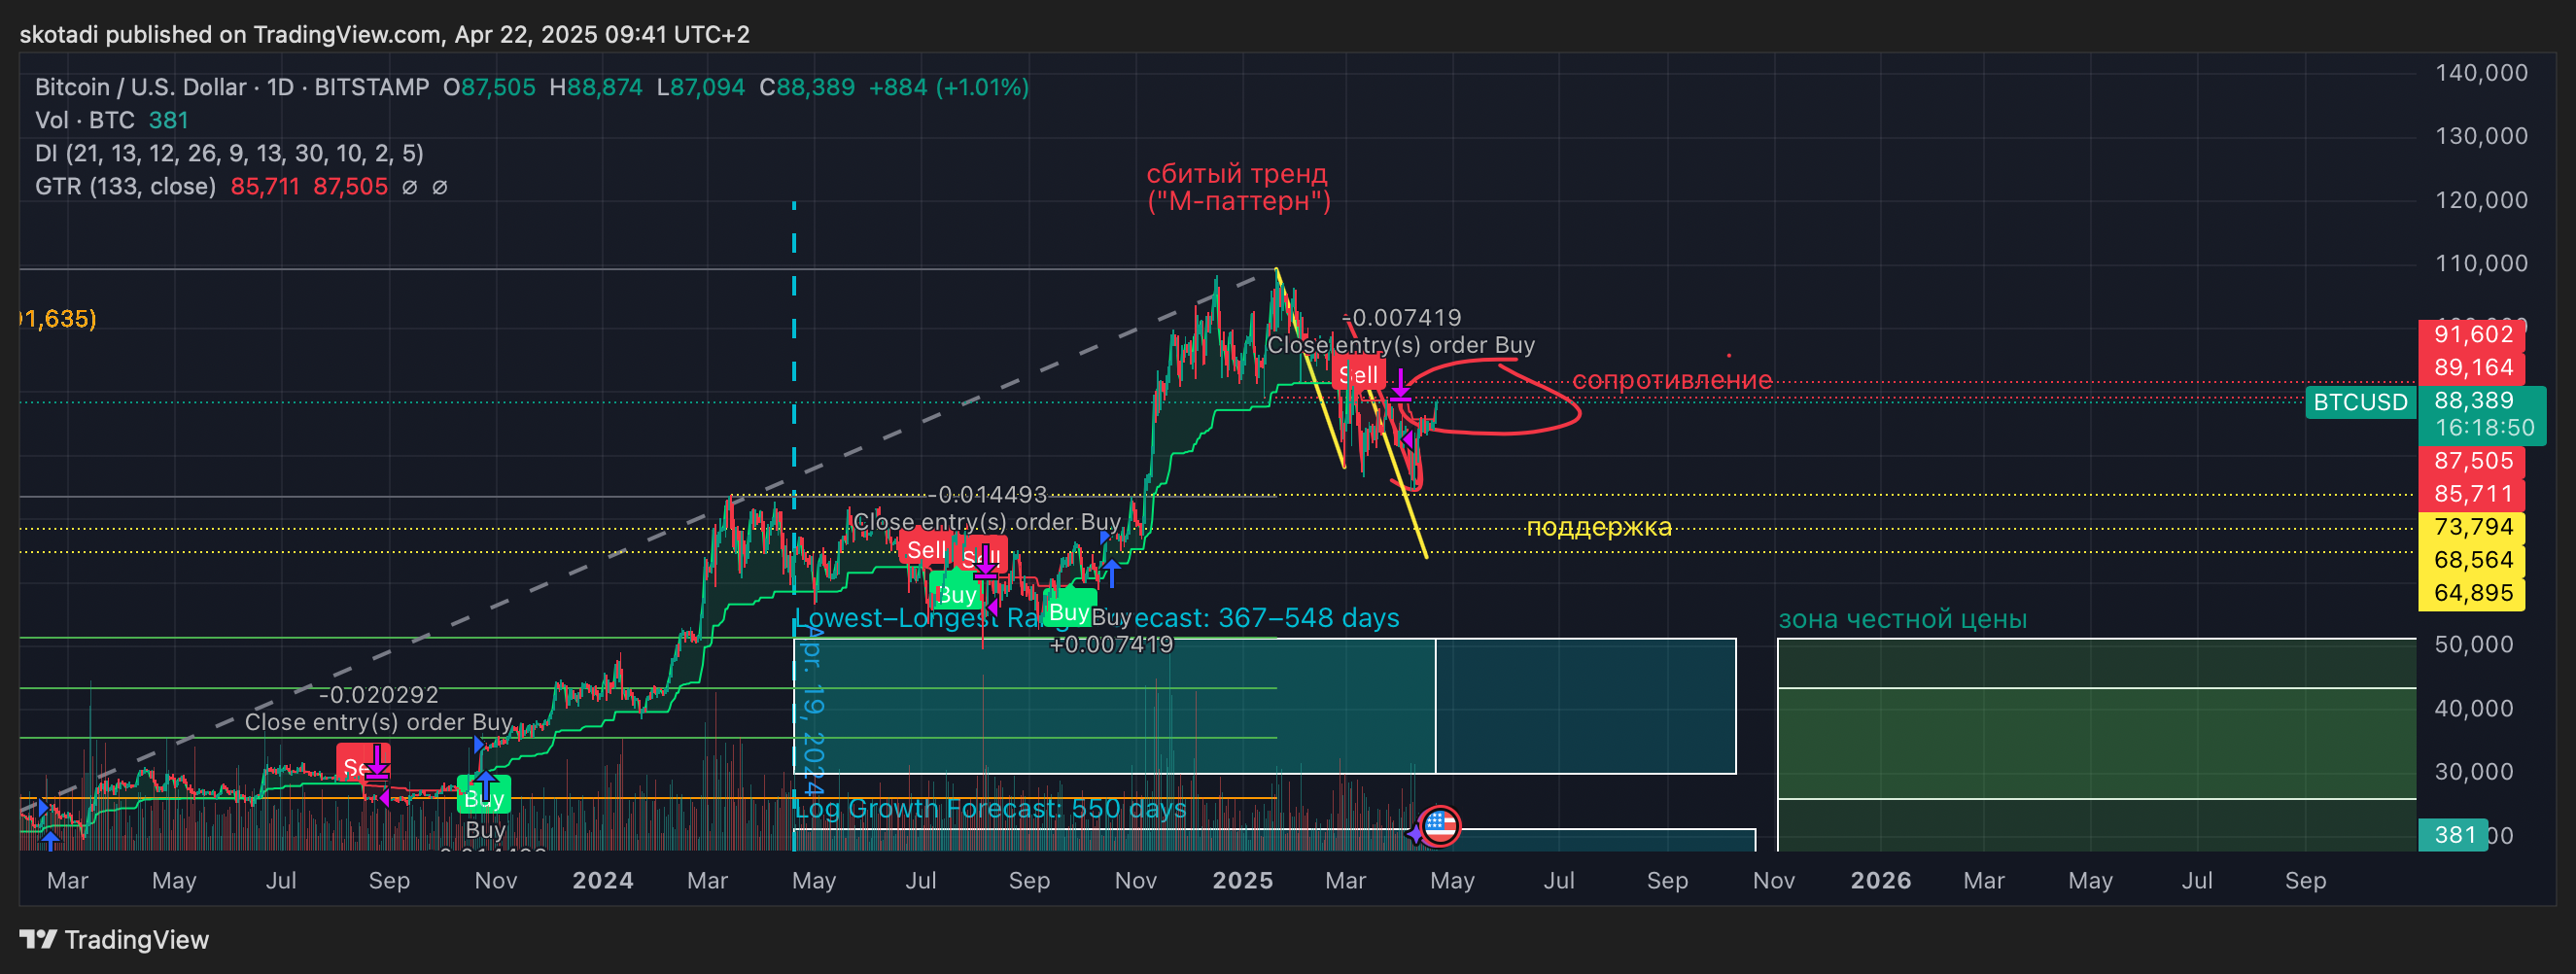 skotadi published on TradingView.com, Apr 22, 2025 09:41 UTC+2
Bitcoin / U.S. Dollar · 1D · BITSTAMP O87,505 H88,874 L87,094 C88,389 +884 (+1.01%)
Vol · BTC 381
DI (21, 13, 12, 26, 9, 13, 30, 10, 2, 5)
GTR (133, close) 85,711 87,505 ∅ ∅
140,000
130,000
120,000
110,000
сбитый тренд
("М-паттерн")
91,635)
-0.007419
Close entry(s) order Buy
Sell
сопротивление
91,602
89,164
BTCUSD 88,389
16:18:50
87,505
85,711
73,794
68,564
64,895
поддержка
-0.014493
Close entry(s) order Buy
Sell
Sell
Buy
Buy
Buy
+0.007419
Lowest–Longest Range Forecast: 367–548 days
зона честной цены
Apr. 19, 2024
50,000
40,000
30,000
-0.020292
Close entry(s) order Buy
Buy
Buy
Log Growth Forecast: 550 days
381
Mar May Jul Sep Nov 2024 Mar May Jul Sep Nov 2025 Mar May Jul Sep Nov 2026 Mar May Jul Sep
TradingView